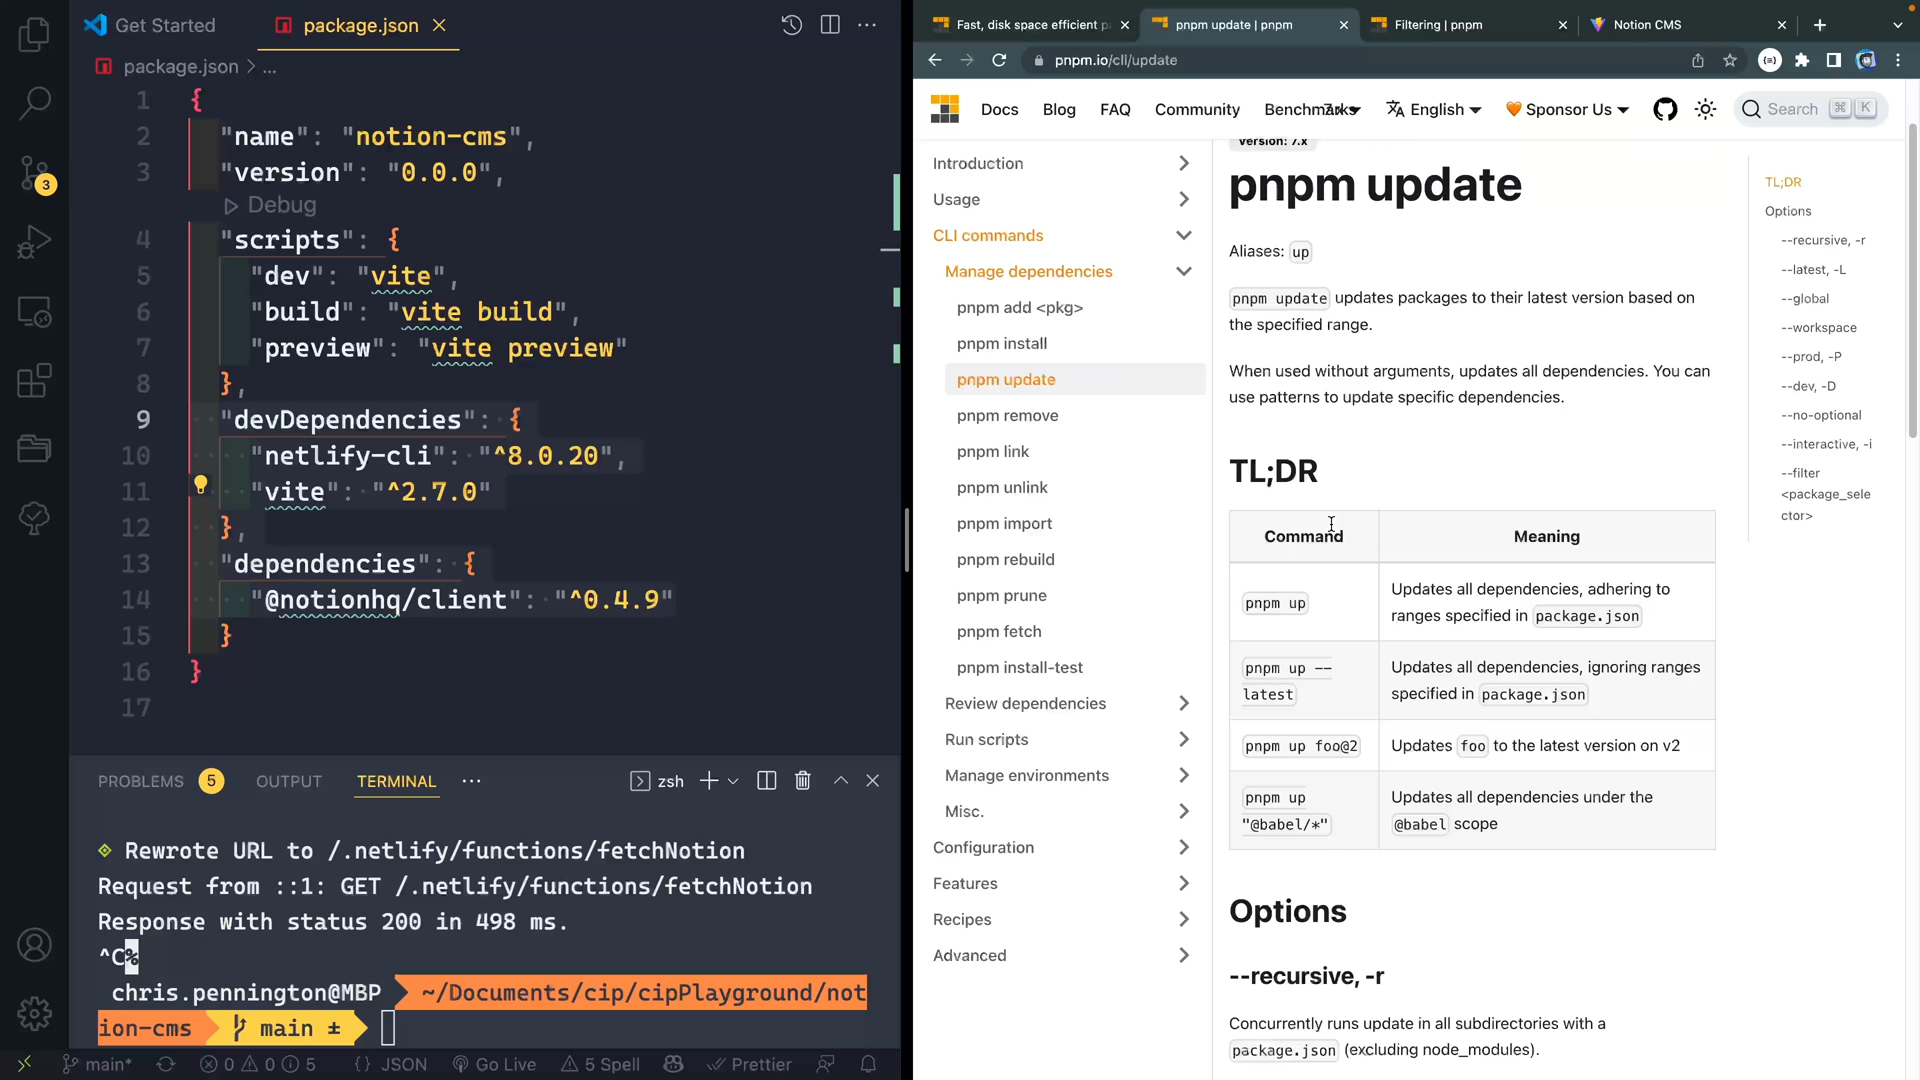 Get Started
package.json
package.json > ...
1 {
2 "name": "notion-cms",
3 "version": "0.0.0",
Debug
4 "scripts": {
5 "dev": "vite",
6 "build": "vite build",
7 "preview": "vite preview"
8 },
9 "devDependencies": {
10 "netlify-cli": "^8.0.20",
11 "vite": "^2.7.0"
12 },
13 "dependencies": {
14 "@notionhq/client": "^0.4.9"
15 }
16 }
17
3
PROBLEMS 5 OUTPUT TERMINAL ... zsh
Rewrote URL to /.netlify/functions/fetchNotion
Request from ::1: GET /.netlify/functions/fetchNotion
Response with status 200 in 498 ms.
^C%
chris.pennington@MBP ~/Documents/cip/cipPlayground/not
ion-cms main ±
main* 0 0 5 {} JSON Go Live 5 Spell Prettier
Fast, disk space efficient p
pnpm update | pnpm
Filtering | pnpm
Notion CMS
pnpm.io/cli/update
Docs Blog FAQ Community English Sponsor Us Search ⌘ K
Introduction
Usage
CLI commands
Manage dependencies
pnpm add <pkg>
pnpm install
pnpm update
pnpm remove
pnpm link
pnpm unlink
pnpm import
pnpm rebuild
pnpm prune
pnpm fetch
pnpm install-test
Review dependencies
Run scripts
Manage environments
Misc.
Configuration
Features
Recipes
Advanced
Version: 7.x
pnpm update
Aliases: up
pnpm update updates packages to their latest version based on
the specified range.
When used without arguments, updates all dependencies. You can
use patterns to update specific dependencies.
TL;DR
Command Meaning
pnpm up
Updates all dependencies, adhering to
ranges specified in package.json
pnpm up --
latest
Updates all dependencies, ignoring ranges
specified in package.json
pnpm up foo@2
Updates foo to the latest version on v2
pnpm up
"@babel/*"
Updates all dependencies under the
@babel scope
Options
--recursive, -r
Concurrently runs update in all subdirectories with a
package.json (excluding node_modules).
TL;DR
Options
--recursive, -r
--latest, -L
--global
--workspace
--prod, -P
--dev, -D
--no-optional
--interactive, -i
--filter
<package_sele
ctor>